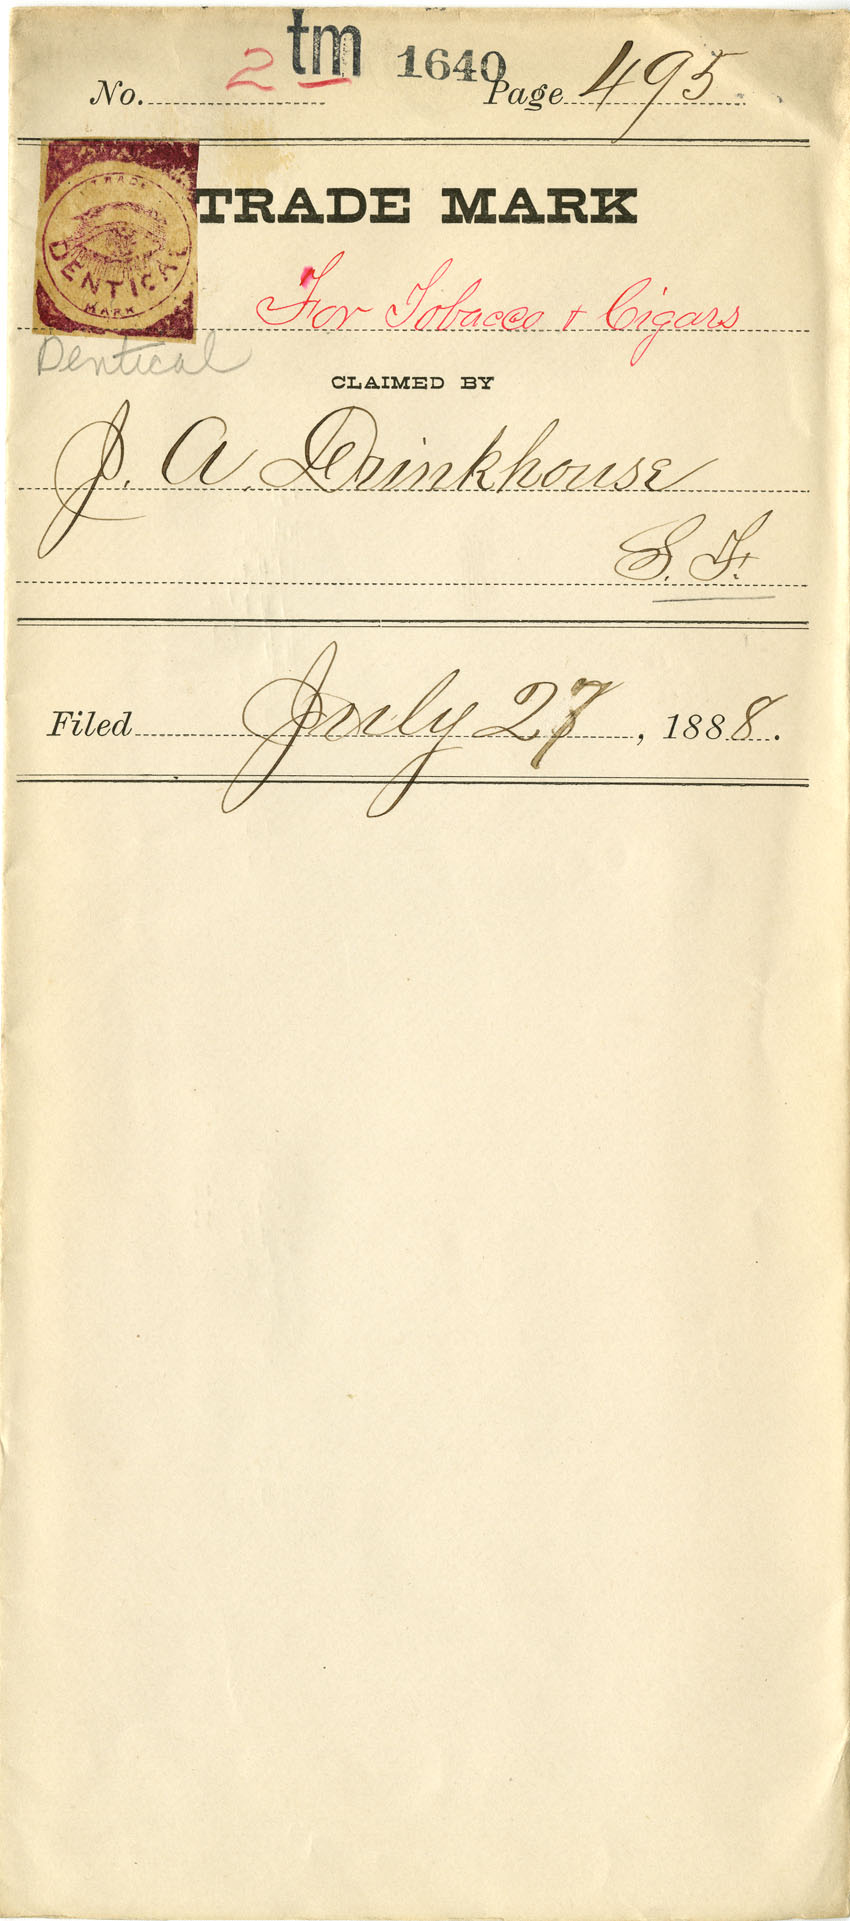 No. 2 tm 1640 Page 495
TRADE
DENTICAL
MARK
TRADE MARK
For Tobacco & Cigars
Dentical
CLAIMED BY
J. A. Drinkhouse
S. F.
Filed July 27, 1888.